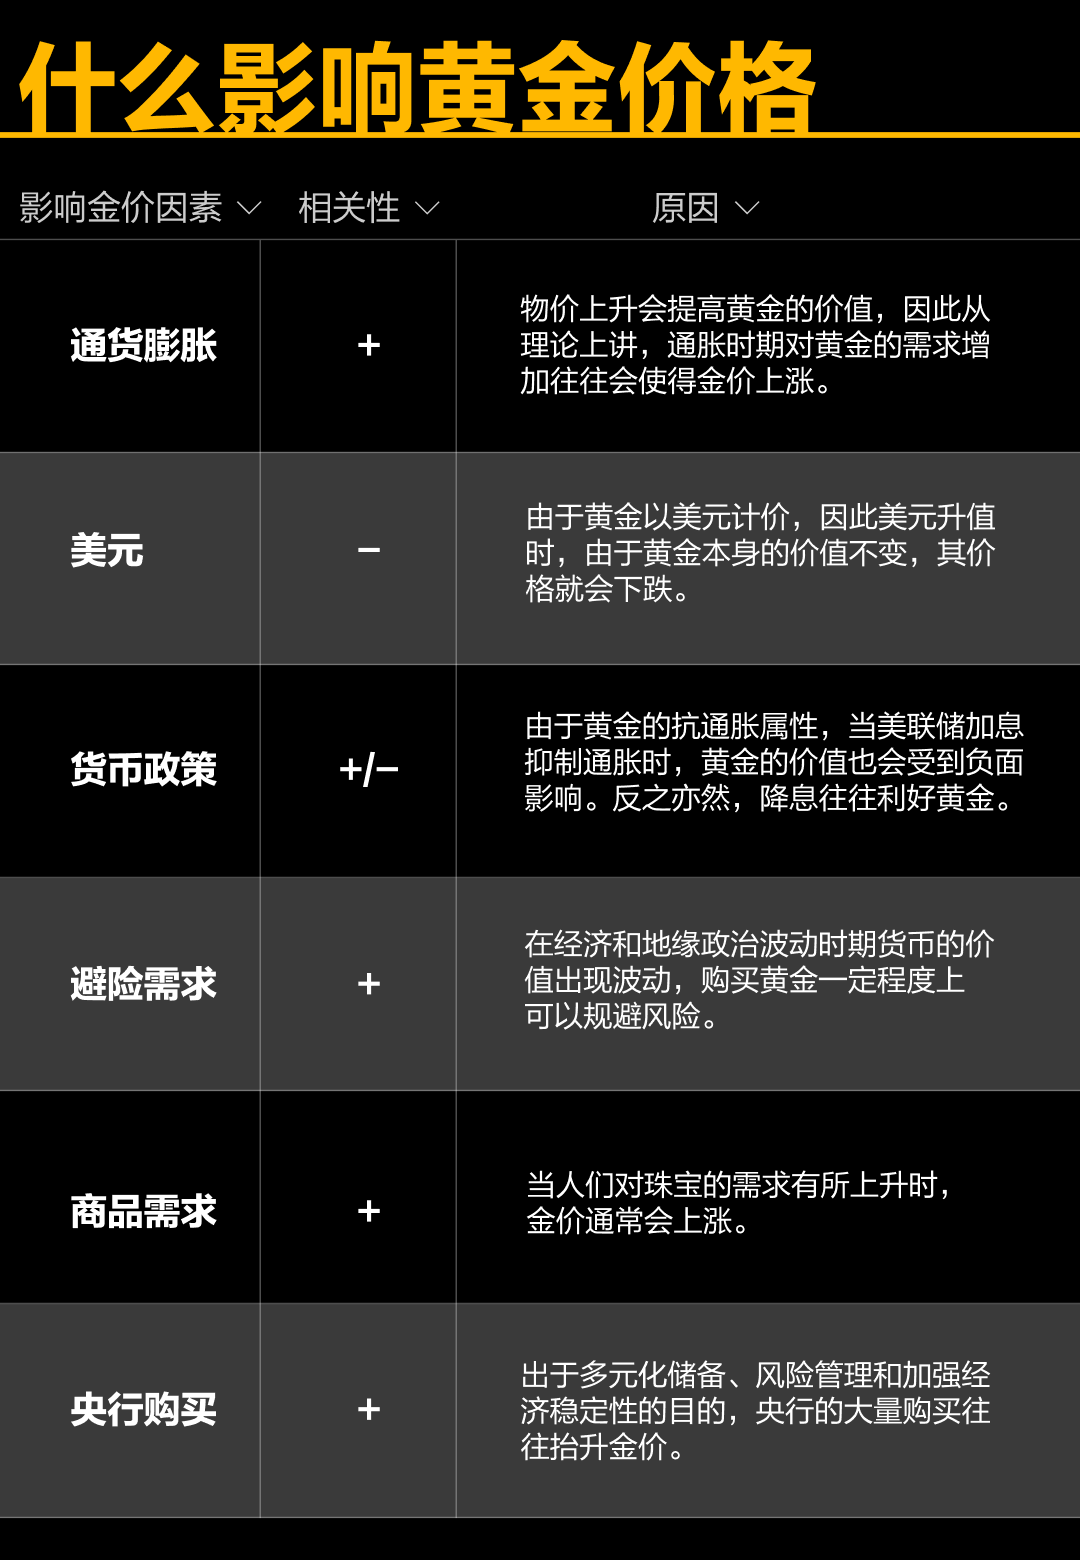 什么影响黄金价格
影响金价因素 相关性 原因
通货膨胀
+
物价上升会提高黄金的价值，因此从
理论上讲，通胀时期对黄金的需求增
加往往会使得金价上涨。
美元
−
由于黄金以美元计价，因此美元升值
时，由于黄金本身的价值不变，其价
格就会下跌。
货币政策
+/−
由于黄金的抗通胀属性，当美联储加息
抑制通胀时，黄金的价值也会受到负面
影响。反之亦然，降息往往利好黄金。
避险需求
+
在经济和地缘政治波动时期货币的价
值出现波动，购买黄金一定程度上
可以规避风险。
商品需求
+
当人们对珠宝的需求有所上升时，
金价通常会上涨。
央行购买
+
出于多元化储备、风险管理和加强经
济稳定性的目的，央行的大量购买往
往抬升金价。